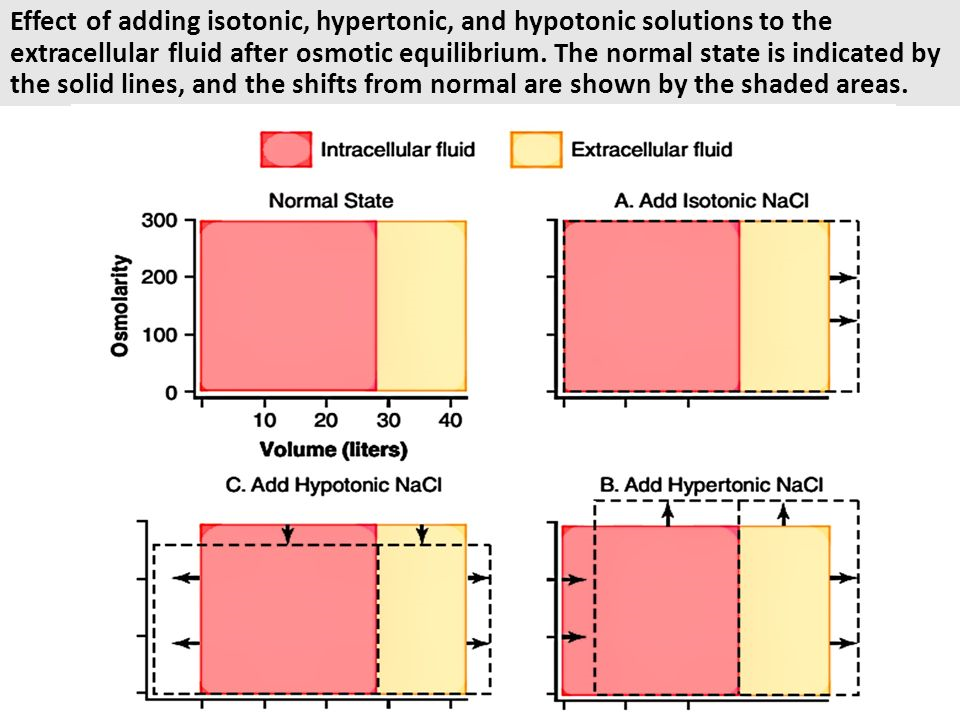 Effect of adding isotonic, hypertonic, and hypotonic solutions to the
extracellular fluid after osmotic equilibrium. The normal state is indicated by
the solid lines, and the shifts from normal are shown by the shaded areas.
Intracellular fluid
Extracellular fluid
Normal State
A. Add Isotonic NaCl
300
200
100
0
Osmolarity
10 20 30 40
Volume (liters)
C. Add Hypotonic NaCl
B. Add Hypertonic NaCl